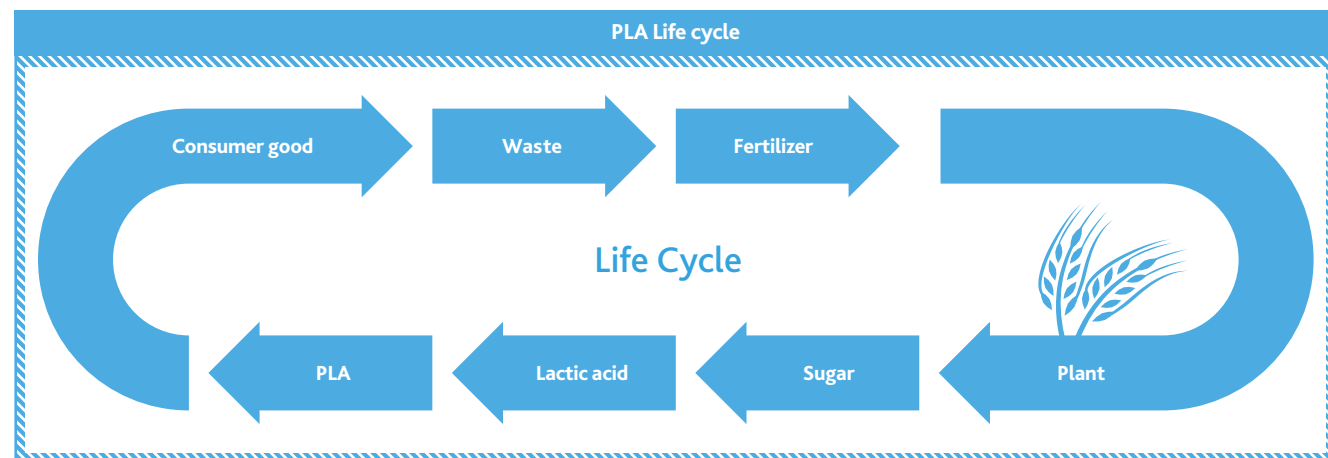 PLA Life cycle
Consumer good
Waste
Fertilizer
Life Cycle
PLA
Lactic acid
Sugar
Plant